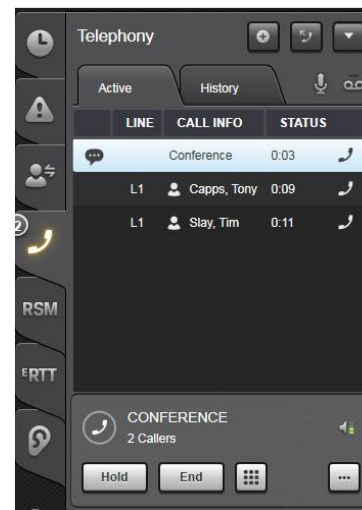 Telephony
Active History
LINE CALL INFO STATUS
Conference 0:03
L1 Capps, Tony 0:09
L1 Slay, Tim 0:11
2
RSM
ERTT
CONFERENCE
2 Callers
Hold End